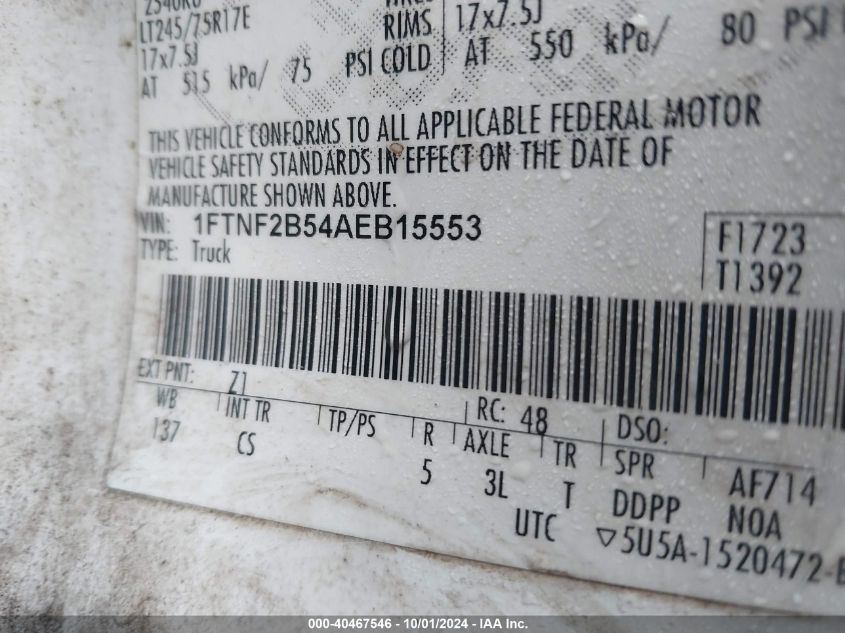 LT245/75R17E
RIMS 17x7.5J
17x7.5J
AT 515 kPa/ 75 PSI COLD AT 550 kPa/ 80 PSI
THIS VEHICLE CONFORMS TO ALL APPLICABLE FEDERAL MOTOR
VEHICLE SAFETY STANDARDS IN EFFECT ON THE DATE OF
MANUFACTURE SHOWN ABOVE.
VIN: 1FTNF2B54AEB15553
F1723
TYPE: Truck
T1392
EXT PNT: Z1
RC: 48 DSO:
WB INT TR TP/PS R AXLE TR SPR AF714
137 CS 5 3L T DDPP N0A
UTC ▽5U5A-1520472-
000-40467546 - 10/01/2024 - IAA Inc.